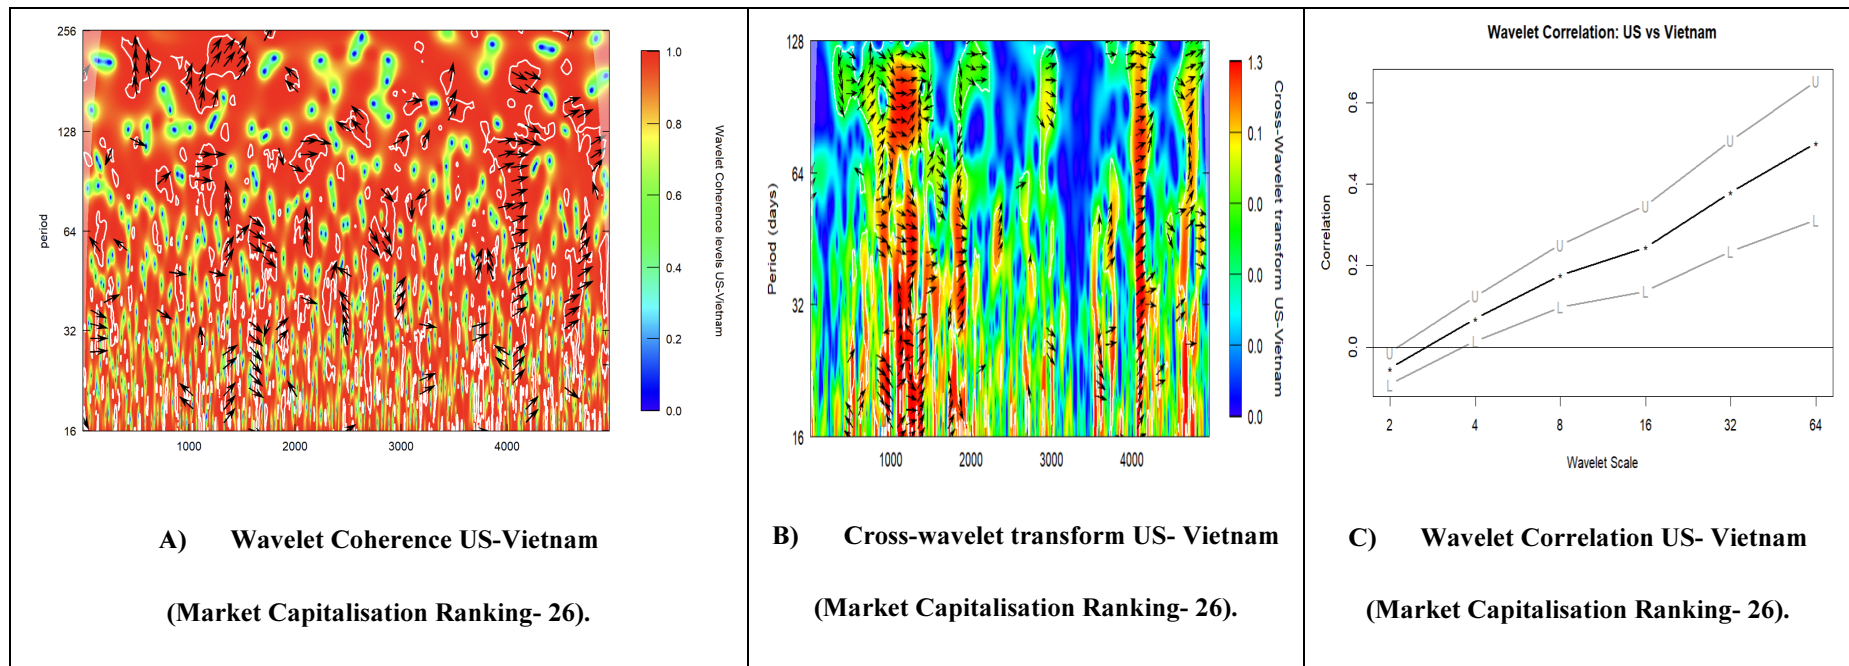 256
128
64
32
16
period
1000
2000
3000
4000
1.0
0.8
0.6
0.4
0.2
0.0
Wavelet Coherence levels US-Vietnam
A) Wavelet Coherence US-Vietnam
(Market Capitalisation Ranking- 26).
128
64
32
16
Period (days)
1000
2000
3000
4000
1.3
0.1
0.0
0.0
0.0
0.0
Cross-Wavelet transform US-Vietnam
B) Cross-wavelet transform US- Vietnam
(Market Capitalisation Ranking- 26).
Wavelet Correlation: US vs Vietnam
0.6
0.4
0.2
0.0
Correlation
U
U
U
U
U
U
L
L
L
L
L
L
2
4
8
16
32
64
Wavelet Scale
C) Wavelet Correlation US- Vietnam
(Market Capitalisation Ranking- 26).